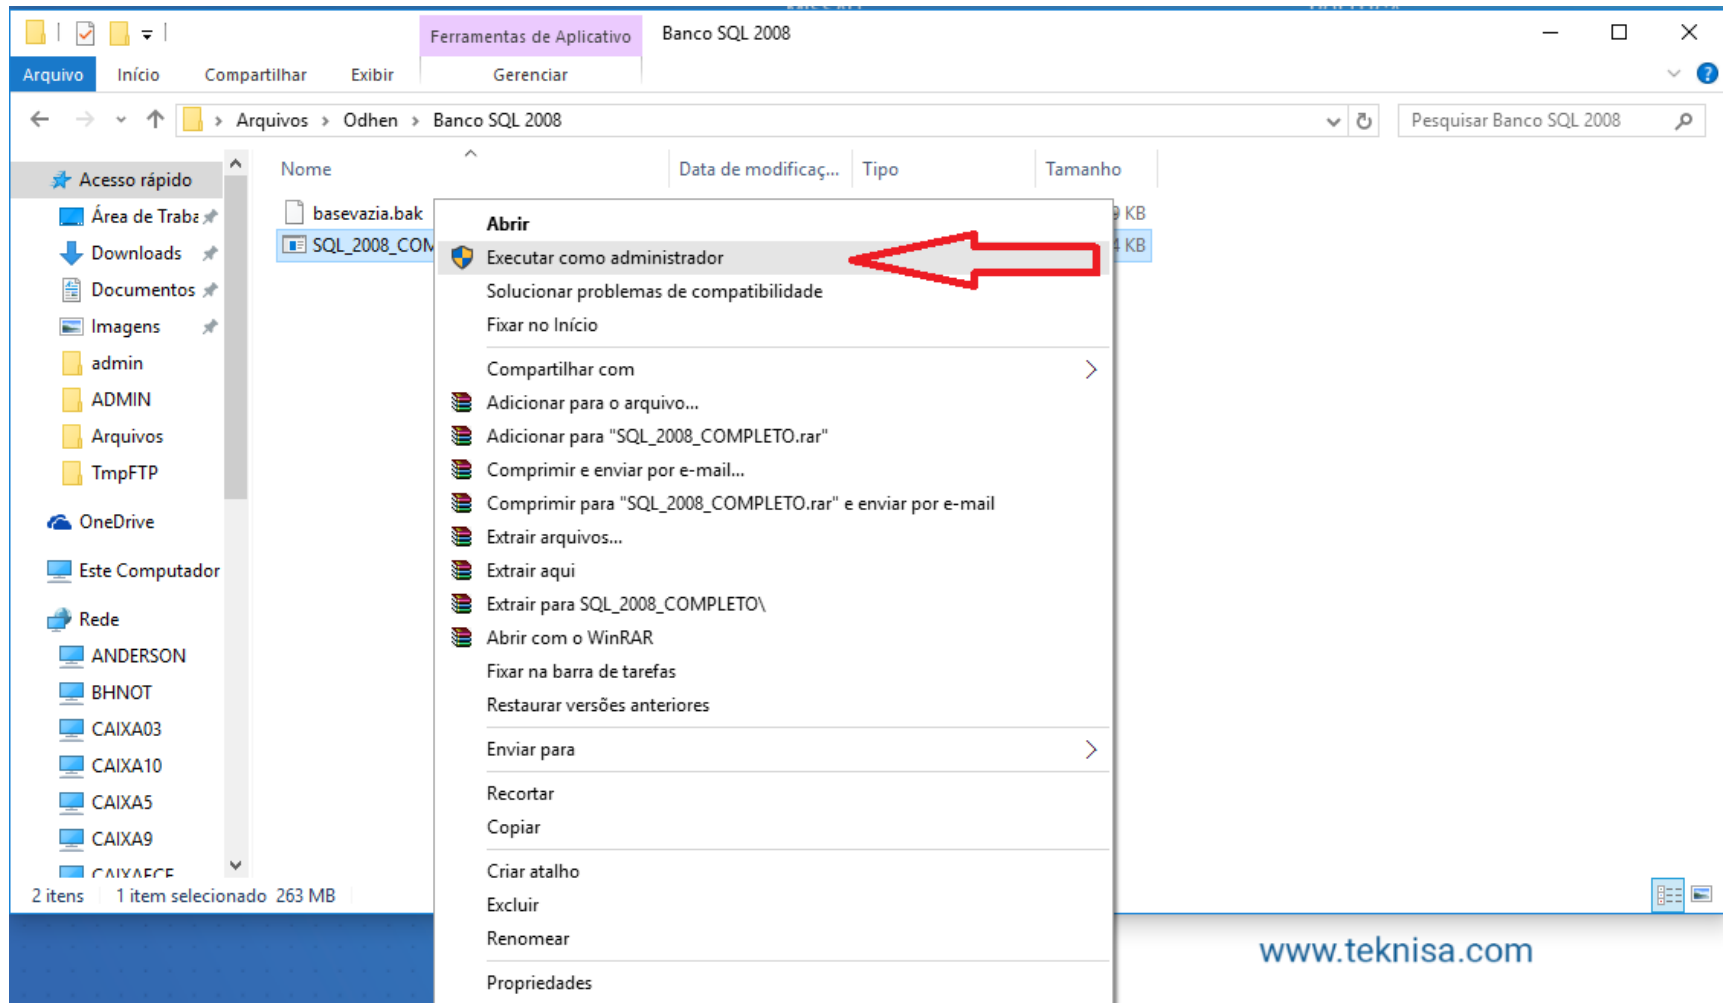 Ferramentas de Aplicativo
Banco SQL 2008
Arquivo Início Compartilhar Exibir Gerenciar
Arquivos > Odhen > Banco SQL 2008
Pesquisar Banco SQL 2008
Nome Data de modificaç... Tipo Tamanho
Acesso rápido
Área de Traba
Downloads
Documentos
Imagens
admin
ADMIN
Arquivos
TmpFTP
OneDrive
Este Computador
Rede
ANDERSON
BHNOT
CAIXA03
CAIXA10
CAIXA5
CAIXA9
CAIXAECF
basevazia.bak
KB
SQL_2008_COM
KB
Abrir
Executar como administrador
Solucionar problemas de compatibilidade
Fixar no Início
Compartilhar com
Adicionar para o arquivo...
Adicionar para "SQL_2008_COMPLETO.rar"
Comprimir e enviar por e-mail...
Comprimir para "SQL_2008_COMPLETO.rar" e enviar por e-mail
Extrair arquivos...
Extrair aqui
Extrair para SQL_2008_COMPLETO\
Abrir com o WinRAR
Fixar na barra de tarefas
Restaurar versões anteriores
Enviar para
Recortar
Copiar
Criar atalho
Excluir
Renomear
Propriedades
2 itens 1 item selecionado 263 MB
www.teknisa.com